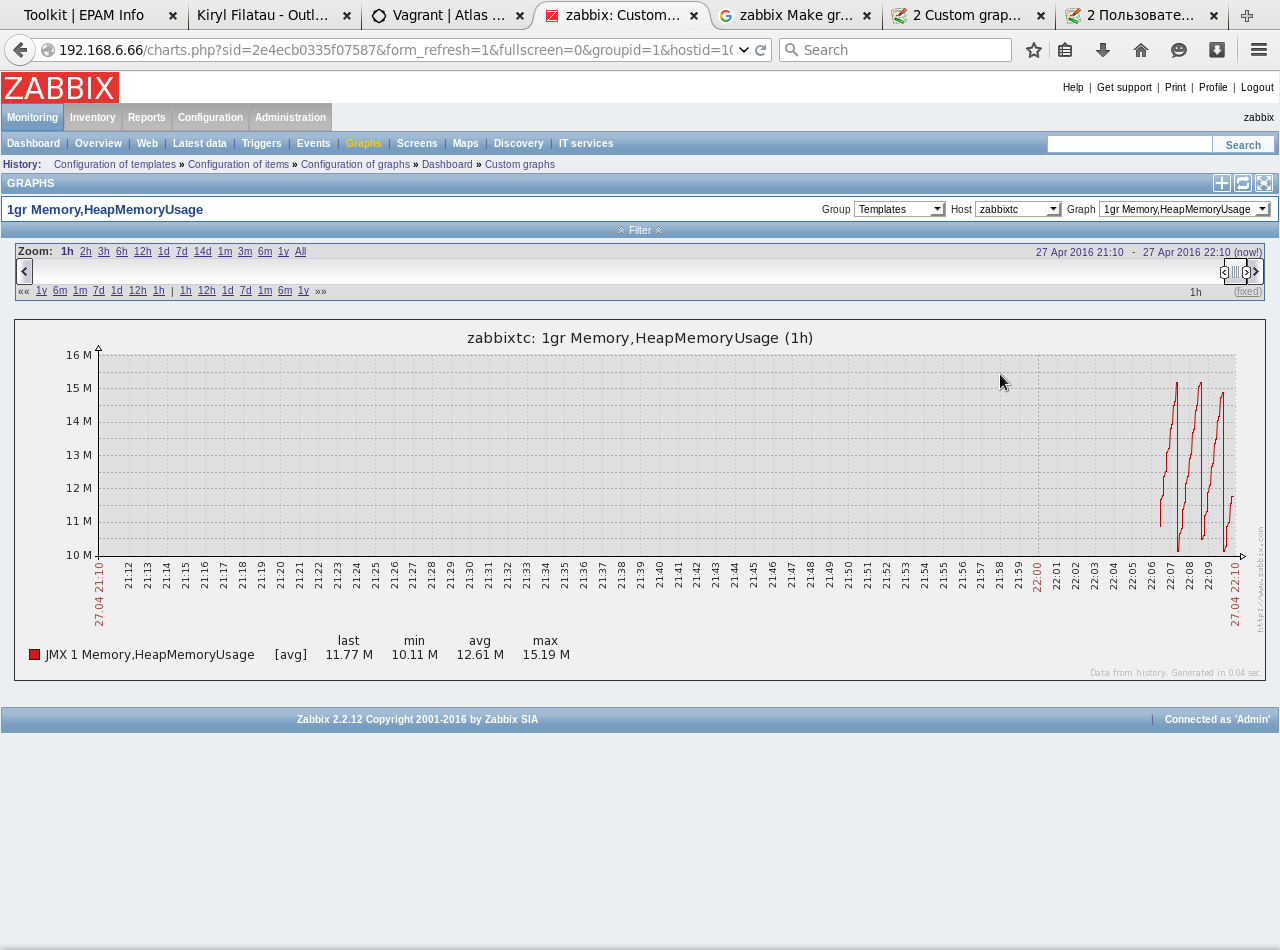 Toolkit | EPAM Info Kiryl Filatau - Outl... Vagrant | Atlas ... zabbix: Custom... zabbix Make gr... 2 Custom grap... 2 Пользовате...
192.168.6.66/charts.php?sid=2e4ecb0335f07587&form_refresh=1&fullscreen=0&groupid=1&hostid=10 Search
ZABBIX
Help | Get support | Print | Profile | Logout
Monitoring Inventory Reports Configuration Administration zabbix
Dashboard | Overview | Web | Latest data | Triggers | Events | Graphs | Screens | Maps | Discovery | IT services Search
History: Configuration of templates » Configuration of items » Configuration of graphs » Dashboard » Custom graphs
GRAPHS
1gr Memory,HeapMemoryUsage Group Templates Host zabbixtc Graph 1gr Memory,HeapMemoryUsage
Filter
Zoom: 1h 2h 3h 6h 12h 1d 7d 14d 1m 3m 6m 1y All 27 Apr 2016 21:10 - 27 Apr 2016 22:10 (now!)
«« 1y 6m 1m 7d 1d 12h 1h | 1h 12h 1d 7d 1m 6m 1y »» 1h (fixed)
zabbixtc: 1gr Memory,HeapMemoryUsage (1h)
16 M
15 M
14 M
13 M
12 M
11 M
10 M
27.04 21:10 21:12 21:13 21:14 21:15 21:16 21:17 21:18 21:19 21:20 21:21 21:22 21:23 21:24 21:25 21:26 21:27 21:28 21:29 21:30 21:31 21:32 21:33 21:34 21:35 21:36 21:37 21:38 21:39 21:40 21:41 21:42 21:43 21:44 21:45 21:46 21:47 21:48 21:49 21:50 21:51 21:52 21:53 21:54 21:55 21:56 21:57 21:58 21:59 22:00 22:01 22:02 22:03 22:04 22:05 22:06 22:07 22:08 22:09 27.04 22:10
http://www.zabbix.com
last min avg max
JMX 1 Memory,HeapMemoryUsage [avg] 11.77 M 10.11 M 12.61 M 15.19 M
Data from history. Generated in 0.04 sec.
Zabbix 2.2.12 Copyright 2001-2016 by Zabbix SIA | Connected as 'Admin'